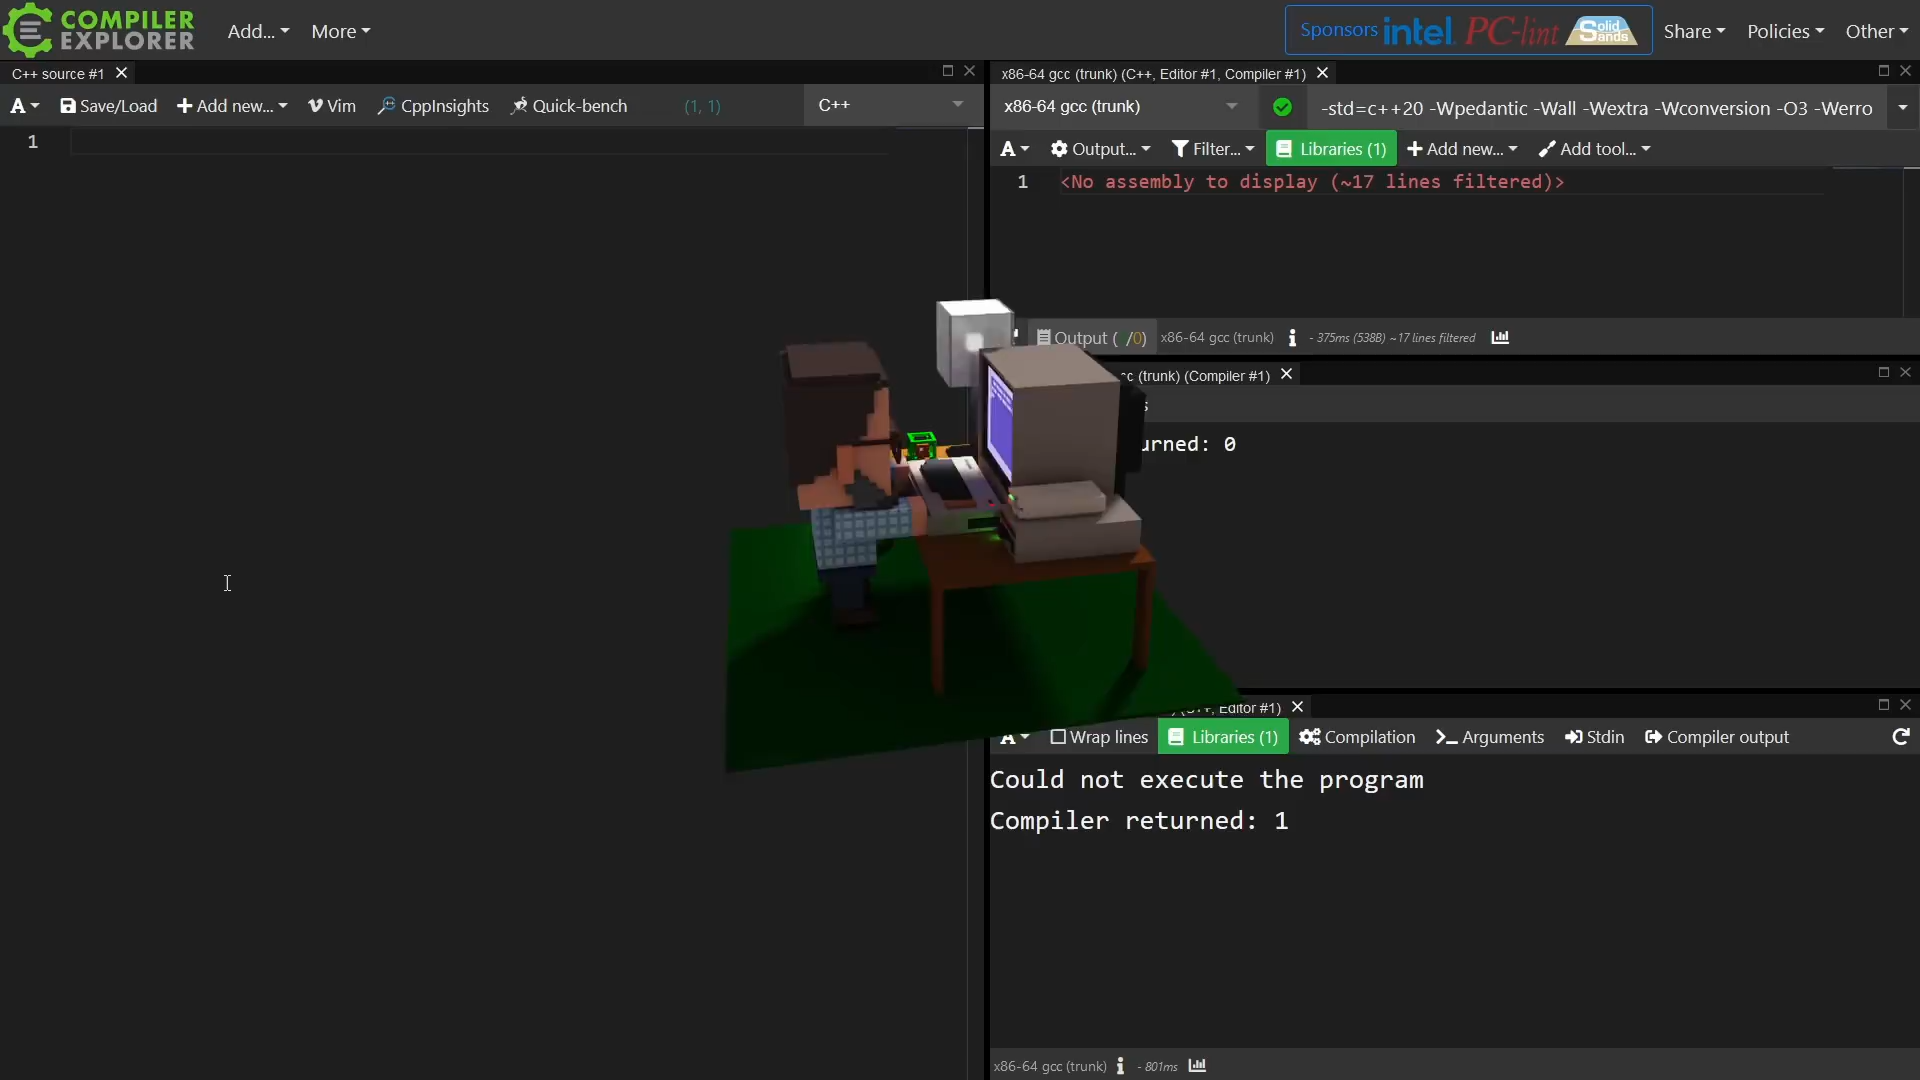 COMPILER
EXPLORER
Add...
More
Sponsors intel PC-lint Solid Sands
Share
Policies
Other
C++ source #1
A
Save/Load
Add new...
Vim
CppInsights
Quick-bench
(1, 1)
C++
1
x86-64 gcc (trunk) (C++, Editor #1, Compiler #1)
x86-64 gcc (trunk)
-std=c++20 -Wpedantic -Wall -Wextra -Wconversion -O3 -Werro
A
Output...
Filter...
Libraries (1)
Add new...
Add tool...
1
<No assembly to display (~17 lines filtered)>
Output ( /0)
x86-64 gcc (trunk)
- 375ms (538B) ~17 lines filtered
(trunk) (Compiler #1)
: 0
Editor #1)
A
Wrap lines
Libraries (1)
Compilation
Arguments
Stdin
Compiler output
Could not execute the program
Compiler returned: 1
x86-64 gcc (trunk)
- 801ms